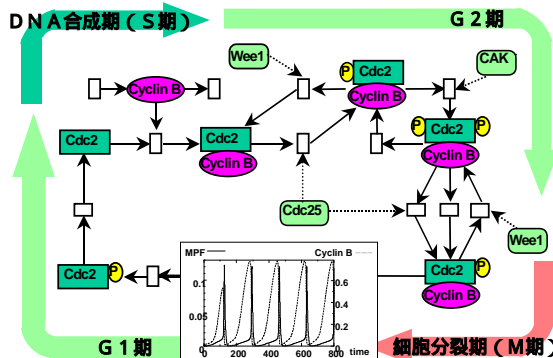 DNA合成期(S期)
G2期
Wee1
CAK
P
Cdc2
Cyclin B
Cyclin B
P
Cdc2
P
Cyclin B
Cdc2
Cdc2
Cyclin B
Cdc25
Wee1
Cdc2
P
Cdc2
P
Cyclin B
MPF
Cyclin B
0.1
0.05
0
0.6
0.4
0.2
0
0
200
400
600
800
time
G1期
細胞分裂期(M期)